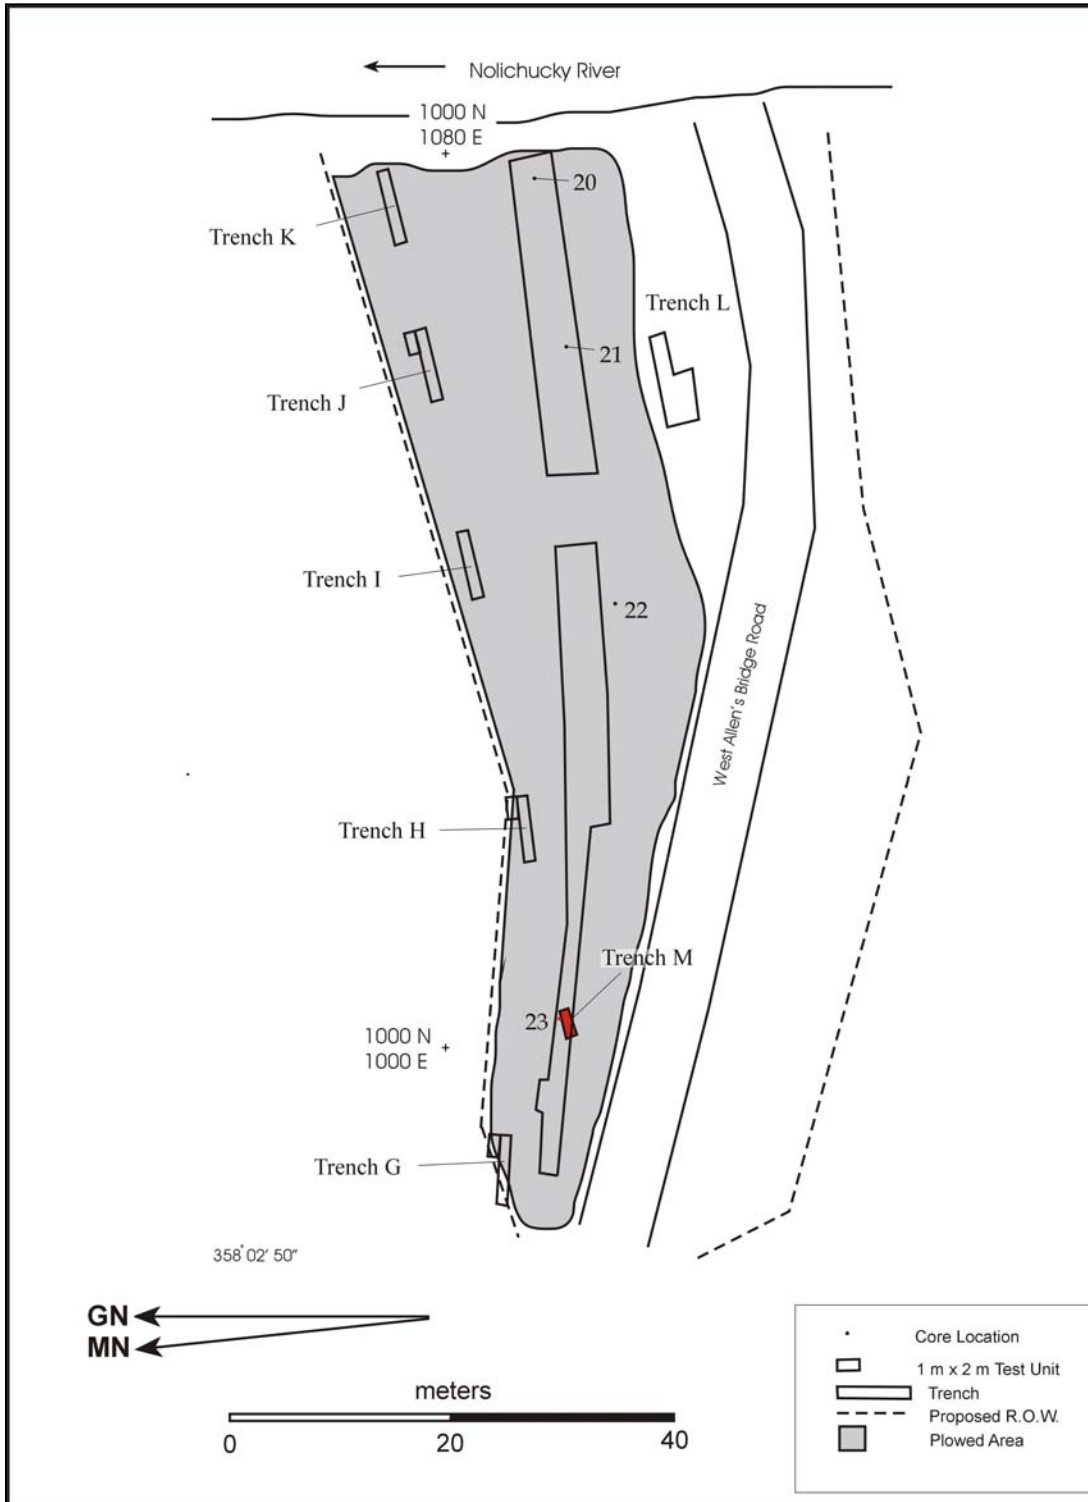 Nolichucky River
1000 N
1080 E
20
Trench K
Trench L
21
Trench J
Trench I
22
West Allen's Bridge Road
Trench H
Trench M
23
1000 N
1000 E
Trench G
358° 02' 50"
GN
MN
meters
0 20 40
Core Location
1 m x 2 m Test Unit
Trench
Proposed R.O.W.
Plowed Area